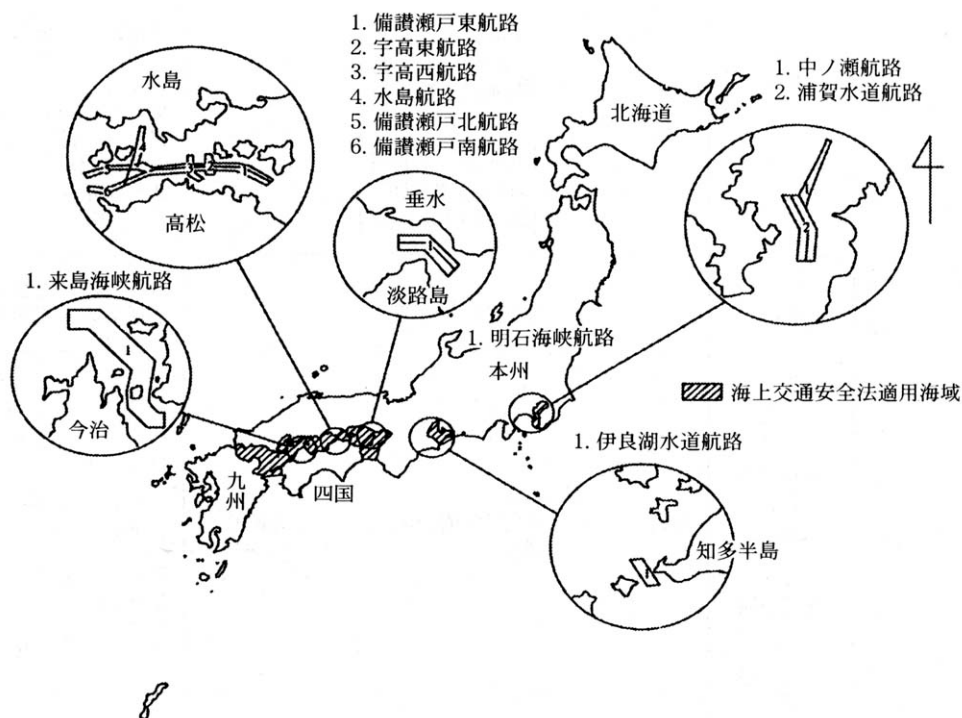 1. 備讃瀬戸東航路
2. 宇高東航路
3. 宇高西航路
4. 水島航路
5. 備讃瀬戸北航路
6. 備讃瀬戸南航路
水島
高松
垂水
淡路島
北海道
1. 中ノ瀬航路
2. 浦賀水道航路
1. 来島海峡航路
今治
1. 明石海峡航路
本州
海上交通安全法適用海域
九州
四国
1. 伊良湖水道航路
知多半島